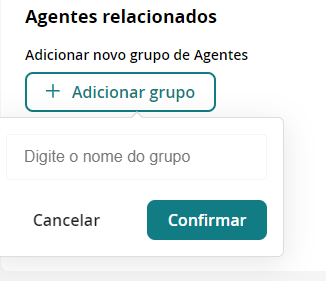 Agentes relacionados
Adicionar novo grupo de Agentes
+ Adicionar grupo
Digite o nome do grupo
Cancelar
Confirmar